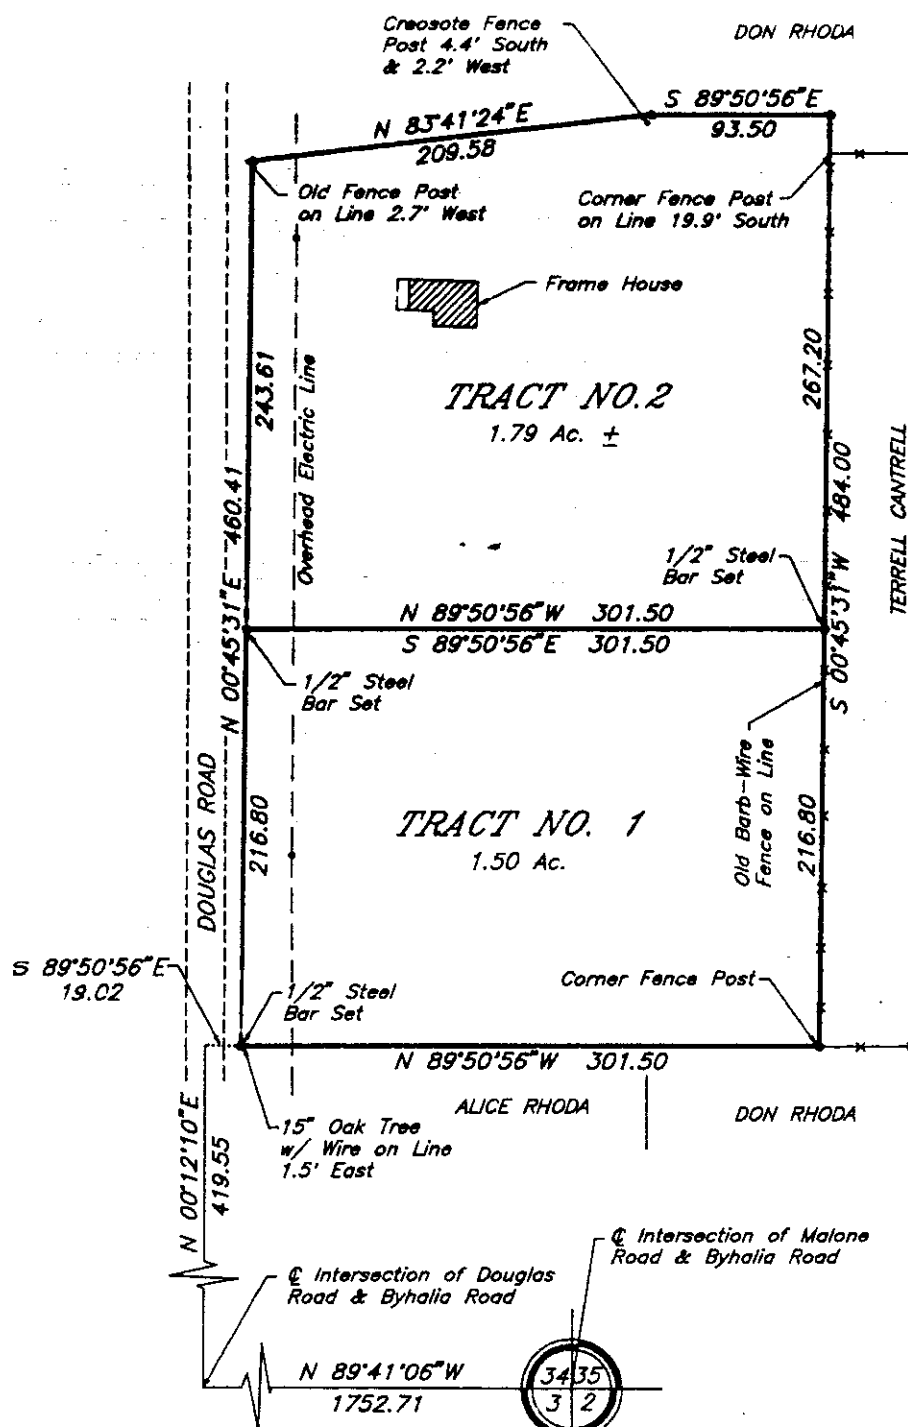 Creosote Fence
Post 4.4' South
& 2.2' West
DON RHODA
S 89°50'56"E
93.50
N 83°41'24"E
209.58
Old Fence Post
on Line 2.7' West
Corner Fence Post
on Line 19.9' South
Frame House
243.61
Overhead Electric Line
TRACT NO.2
1.79 Ac. ±
267.20
N 00°45'31"E 460.41
S 00°45'31"W 484.00
TERRELL CANTRELL
1/2" Steel
Bar Set
N 89°50'56"W 301.50
S 89°50'56"E 301.50
1/2" Steel
Bar Set
DOUGLAS ROAD
216.80
TRACT NO. 1
1.50 Ac.
Old Barb-Wire
Fence on Line
216.80
S 89°50'56"E
19.02
1/2" Steel
Bar Set
Corner Fence Post
N 89°50'56"W 301.50
ALICE RHODA
DON RHODA
15" Oak Tree
w/ Wire on Line
1.5' East
N 00°12'10"E
419.55
℄ Intersection of Malone
Road & Byhalia Road
℄ Intersection of Douglas
Road & Byhalia Road
N 89°41'06"W
1752.71
34 35
3 2